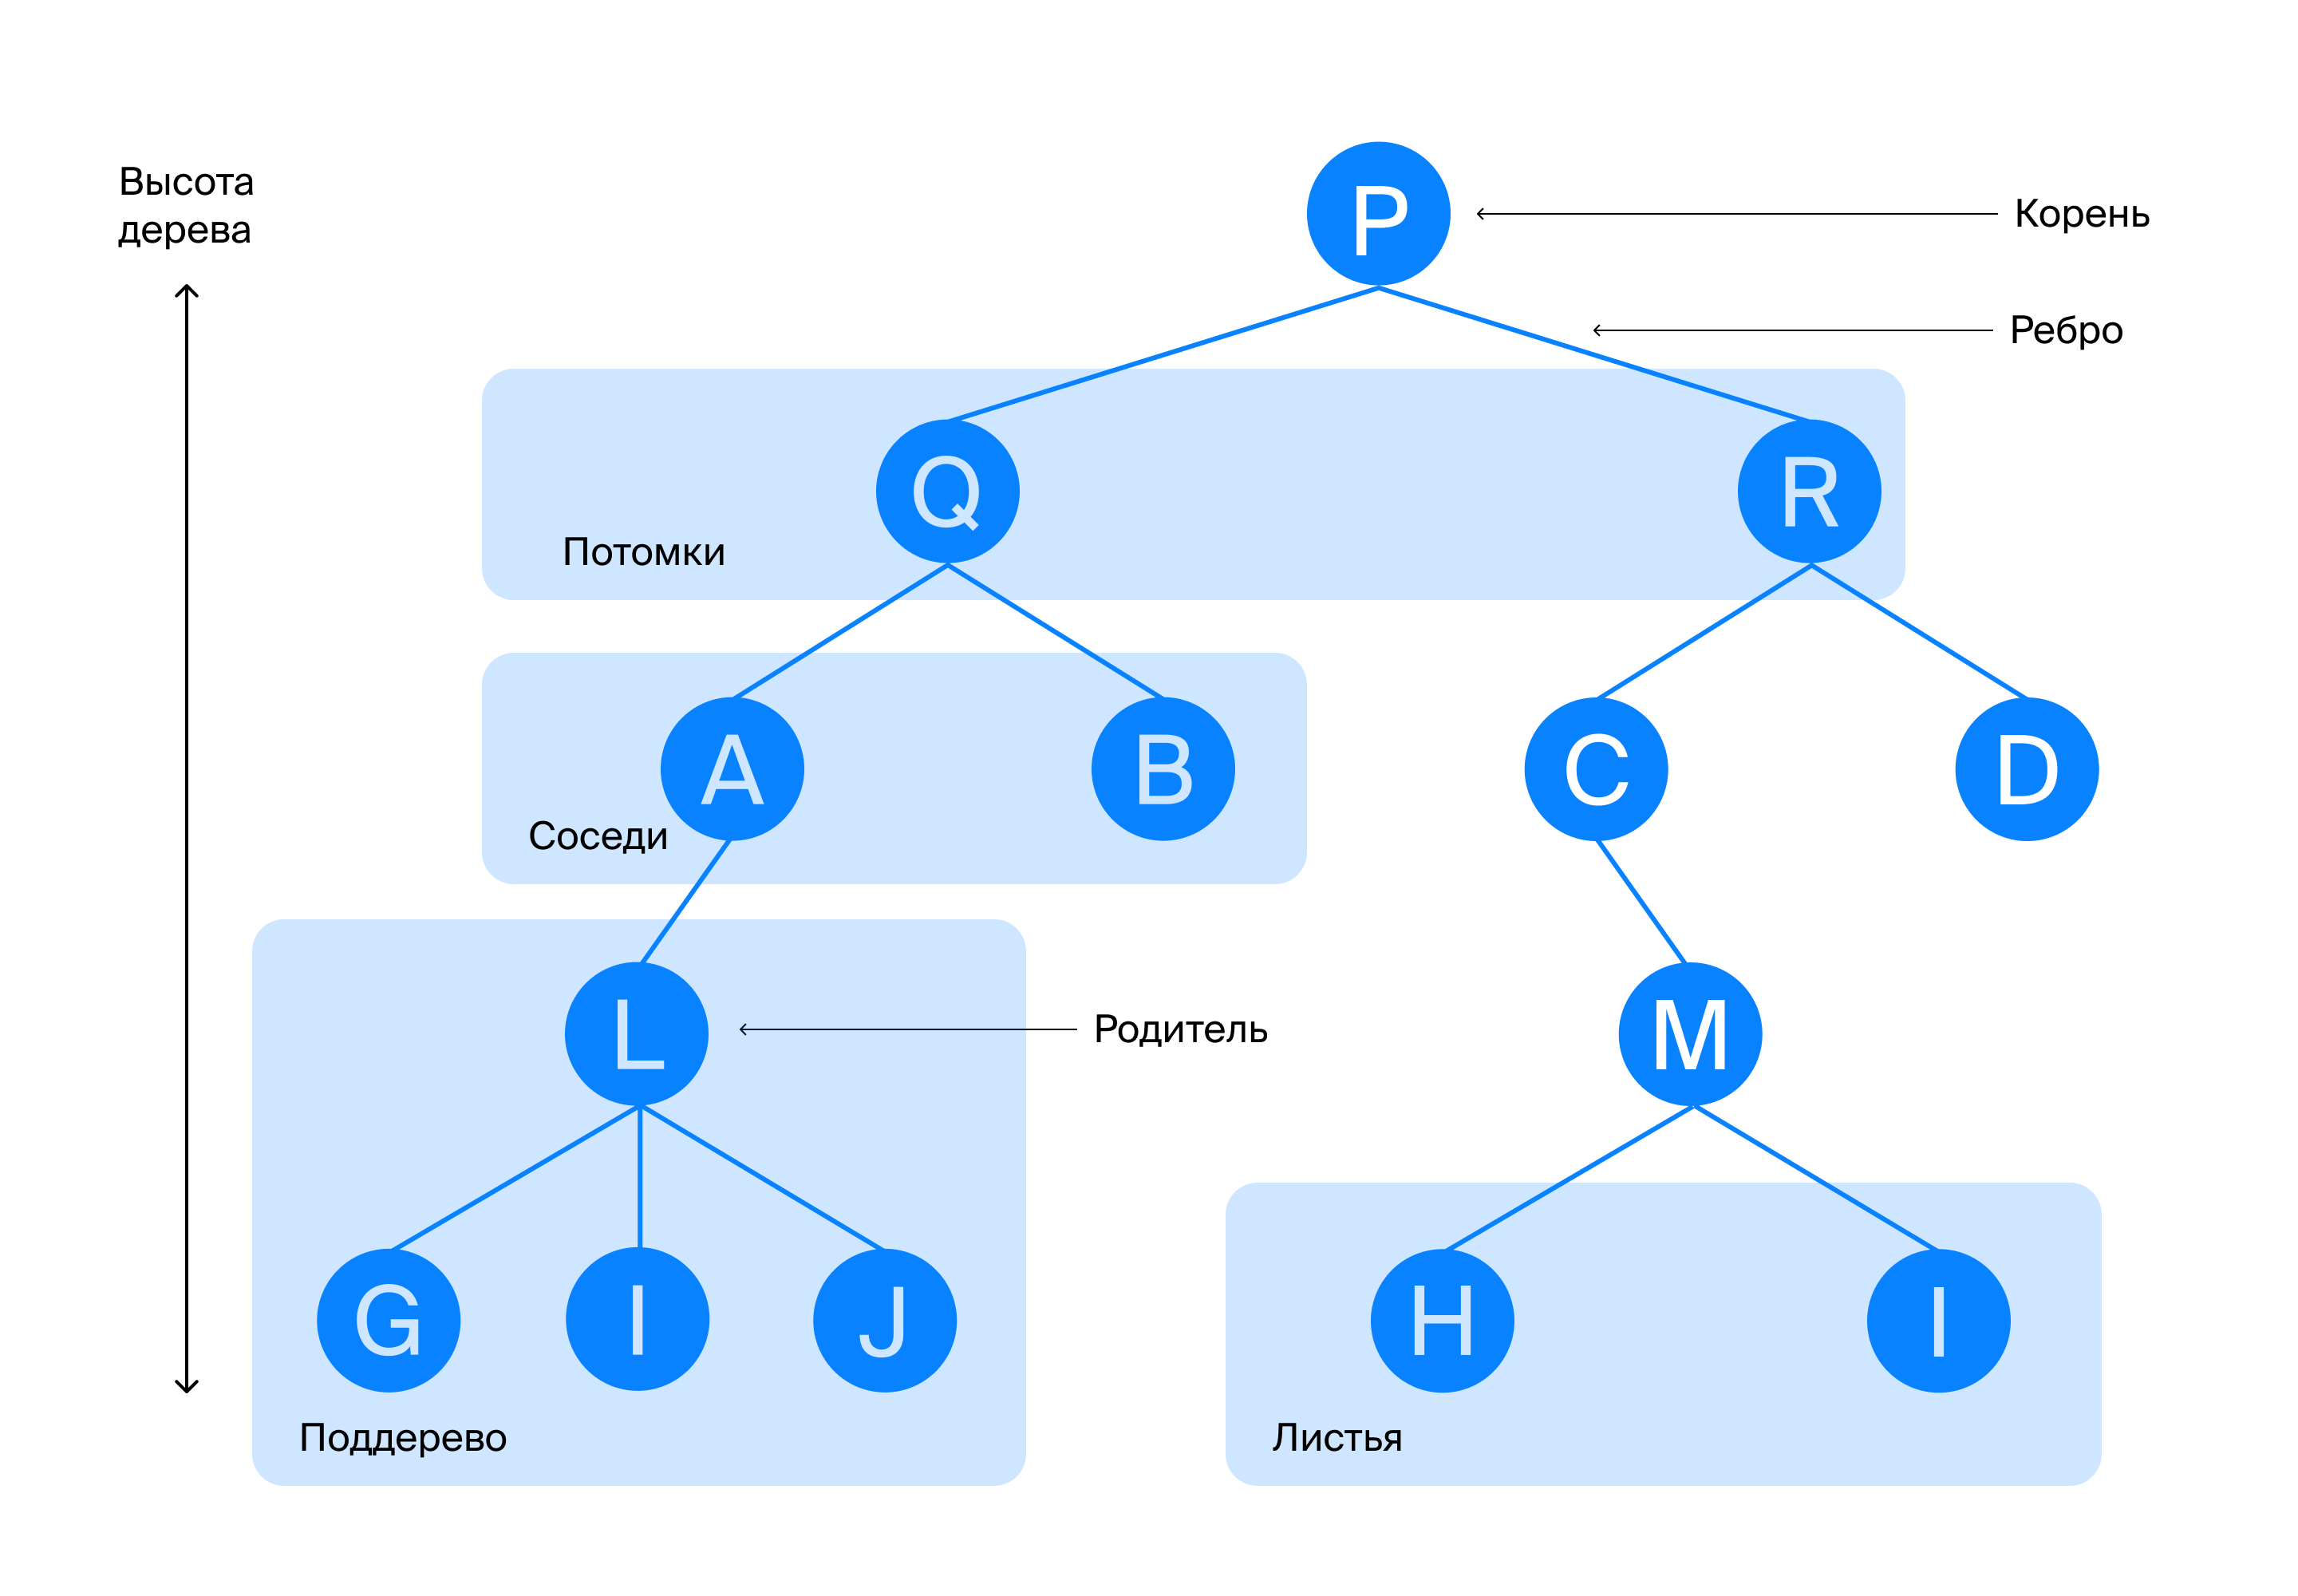 Высота
дерева
P
Корень
Ребро
Q
R
Потомки
A
B
C
D
Соседи
L
Родитель
M
G
I
J
H
I
Поддерево
Листья